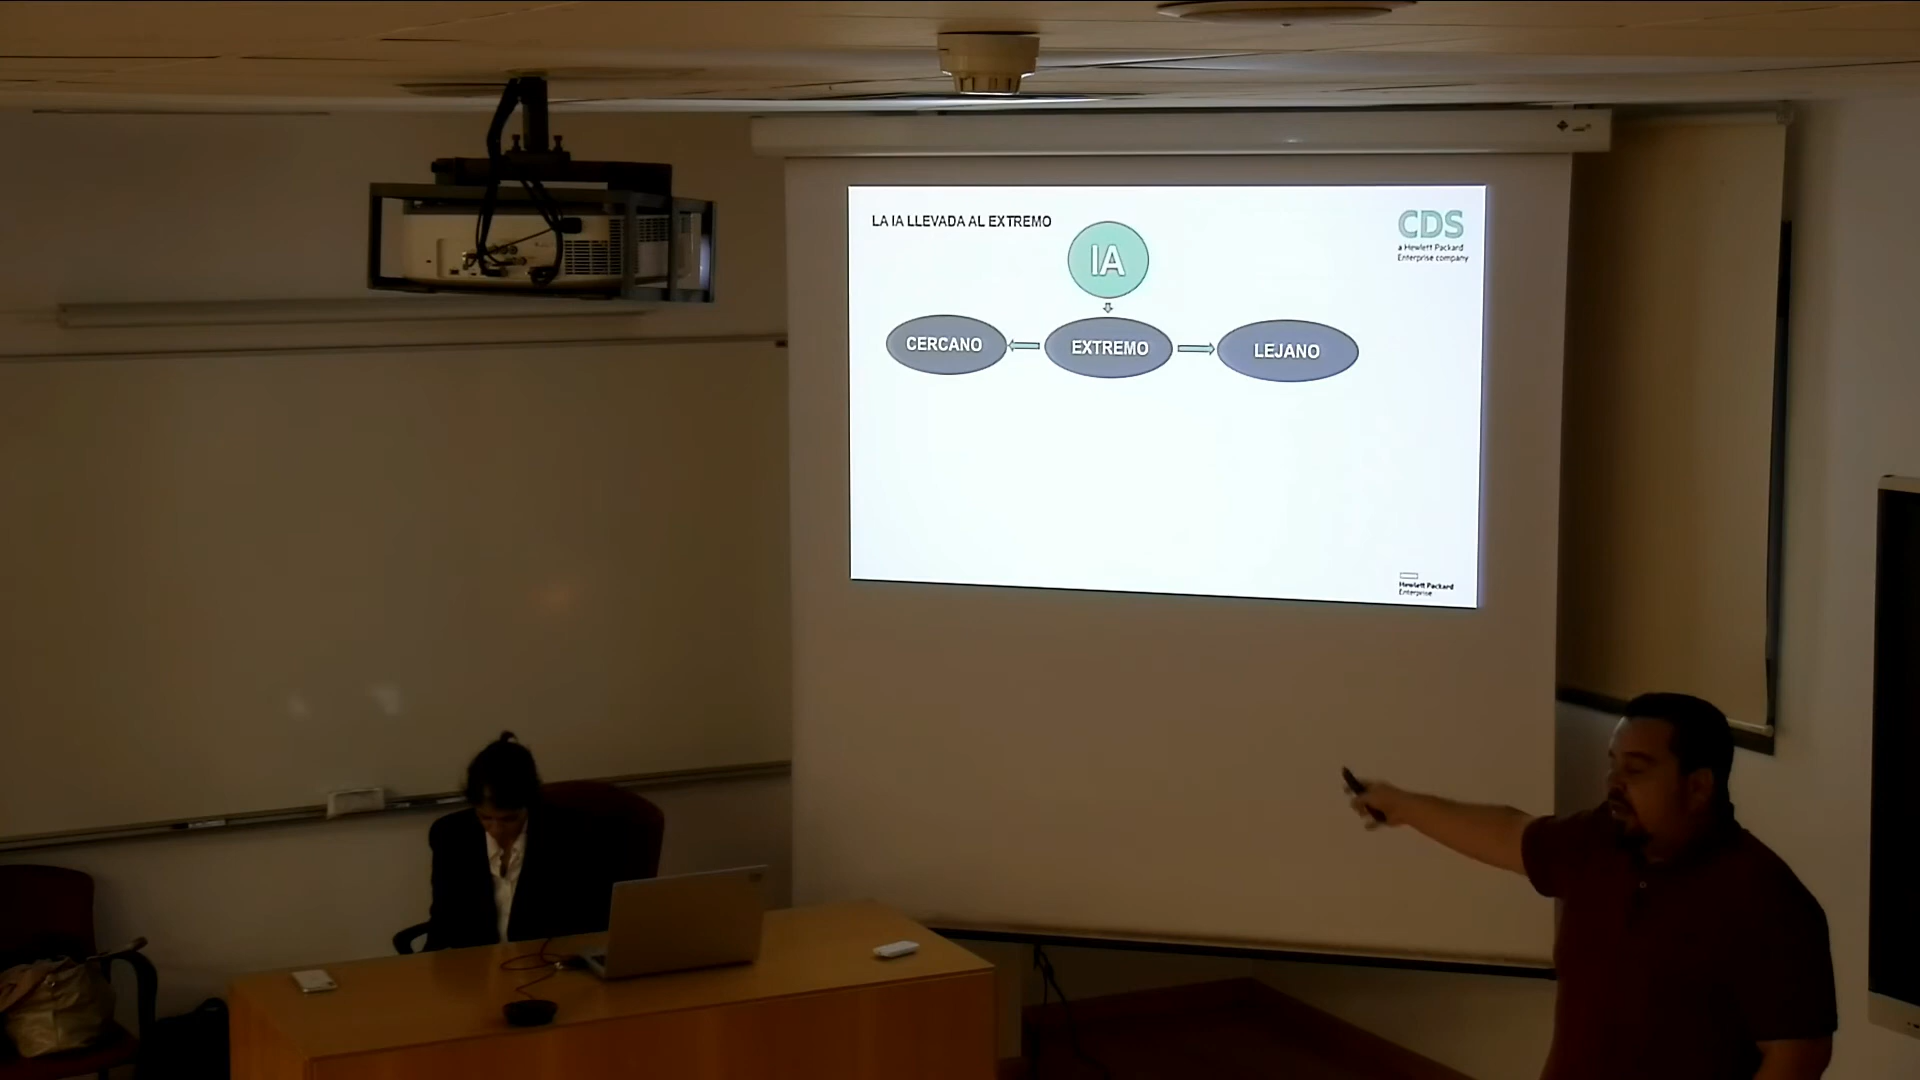 LA IA LLEVADA AL EXTREMO
IA
CDS
a Hewlett Packard
Enterprise company
CERCANO
EXTREMO
LEJANO
Hewlett Packard
Enterprise